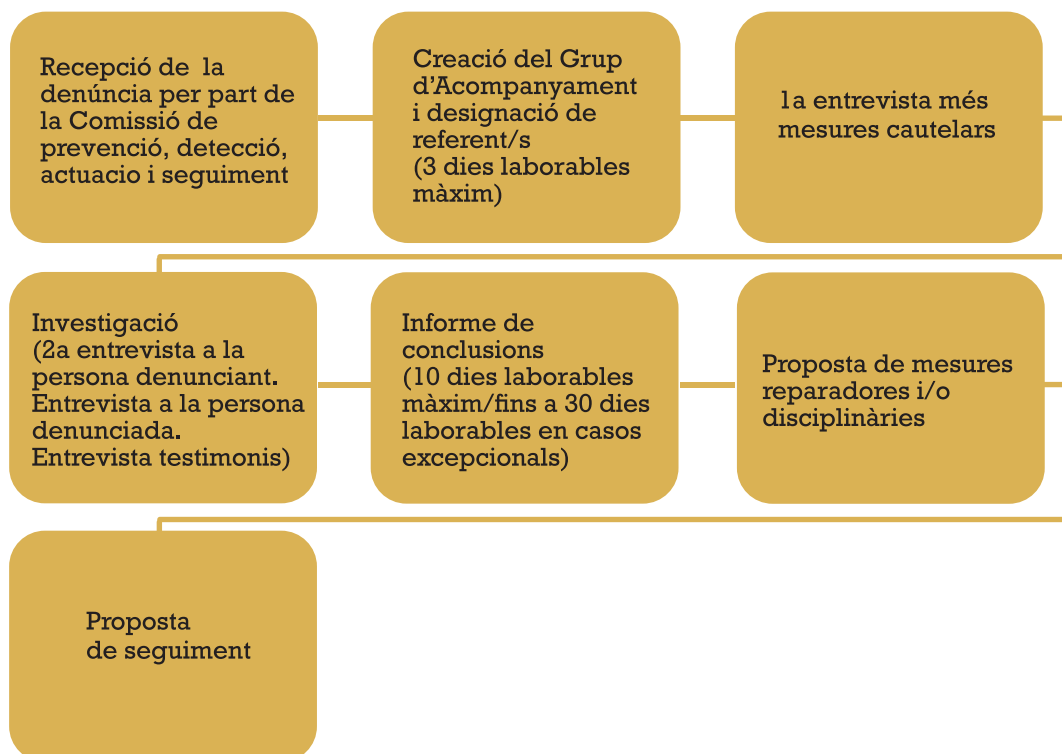 Recepció de la
denúncia per part de
la Comissió de
prevenció, detecció,
actuacio i seguiment
Creació del Grup
d’Acompanyament
i designació de
referent/s
(3 dies laborables
màxim)
1a entrevista més
mesures cautelars
Investigació
(2a entrevista a la
persona denunciant.
Entrevista a la persona
denunciada.
Entrevista testimonis)
Informe de
conclusions
(10 dies laborables
màxim/fins a 30 dies
laborables en casos
excepcionals)
Proposta de mesures
reparadores i/o
disciplinàries
Proposta
de seguiment